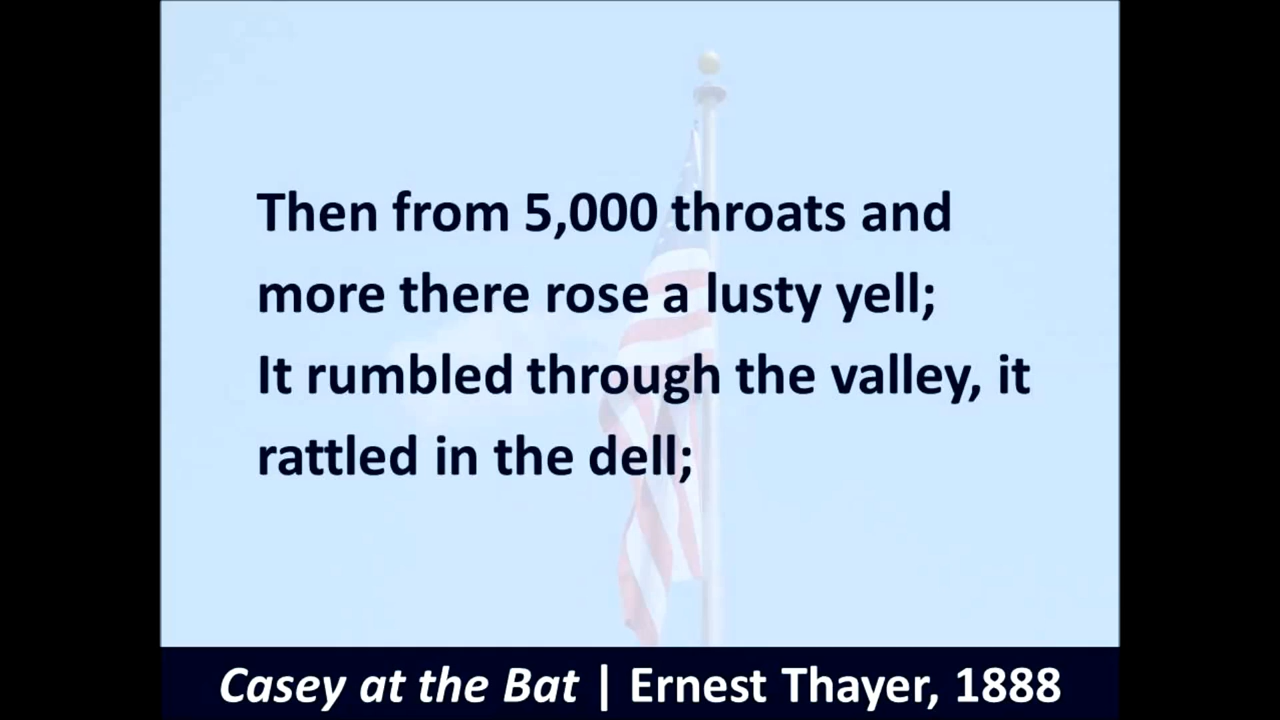 Then from 5,000 throats and
more there rose a lusty yell;
It rumbled through the valley, it
rattled in the dell;
Casey at the Bat | Ernest Thayer, 1888